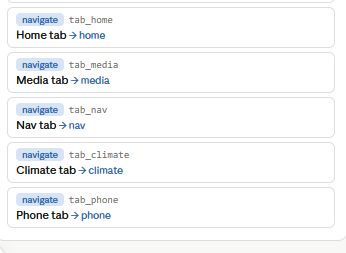 navigate tab_home
Home tab → home
navigate tab_media
Media tab → media
navigate tab_nav
Nav tab → nav
navigate tab_climate
Climate tab → climate
navigate tab_phone
Phone tab → phone